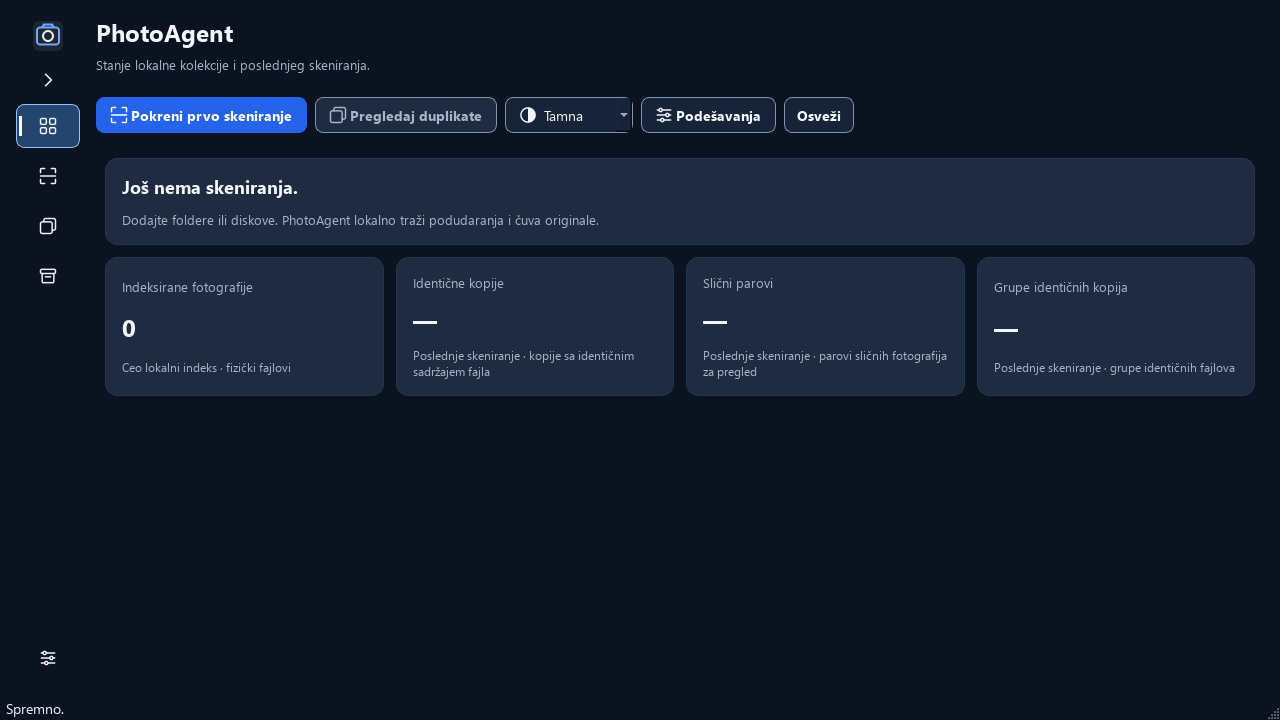 PhotoAgent
Stanje lokalne kolekcije i poslednjeg skeniranja.
Pokreni prvo skeniranje
Pregledaj duplikate
Tamna
Podešavanja
Osveži
Još nema skeniranja.
Dodajte foldere ili diskove. PhotoAgent lokalno traži podudaranja i čuva originale.
Indeksirane fotografije
0
Ceo lokalni indeks · fizički fajlovi
Identične kopije
—
Poslednje skeniranje · kopije sa identičnim
sadržajem fajla
Slični parovi
—
Poslednje skeniranje · parovi sličnih fotografija
za pregled
Grupe identičnih kopija
—
Poslednje skeniranje · grupe identičnih fajlova
Spremno.